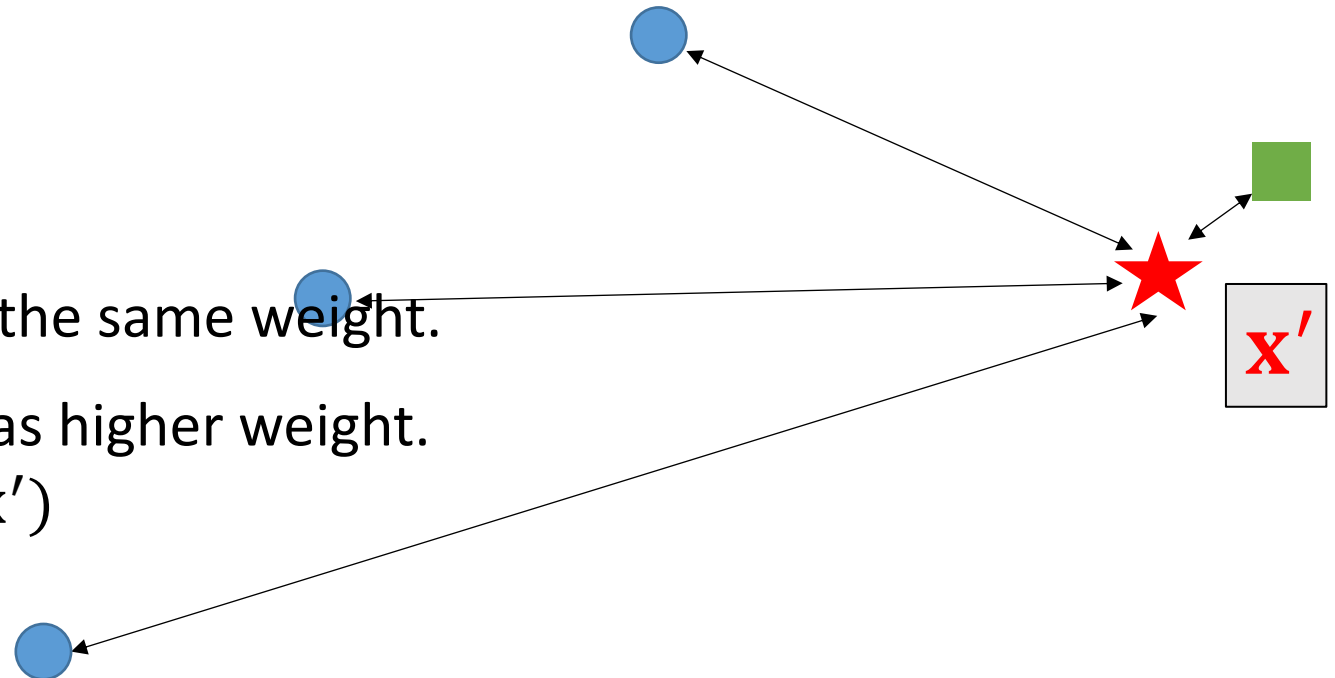 the same weight.
as higher weight.
x′)
x′